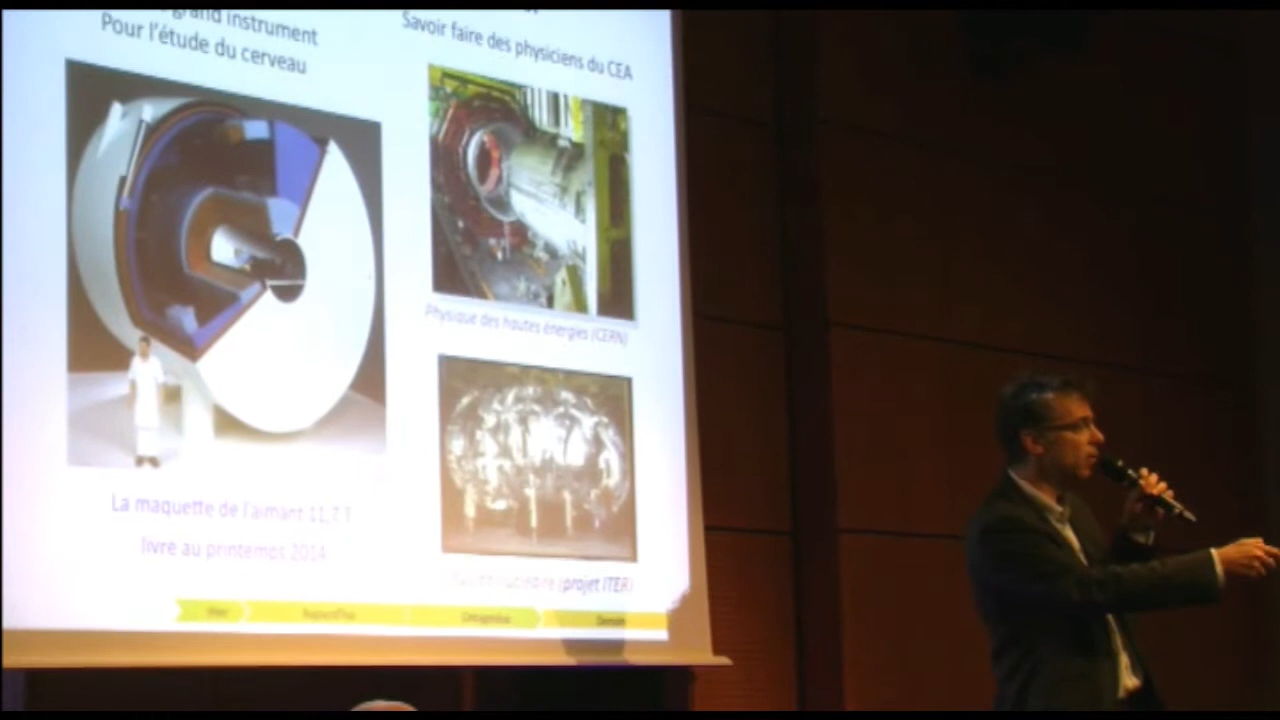 grand instrument
Pour l'étude du cerveau
Savoir faire des physiciens du CEA
Physique des hautes énergies (CERN)
La maquette de l'aimant 11,7 T
livré au printemps 2014
(projet ITER)
Hier
Aujourd'hui
Demain